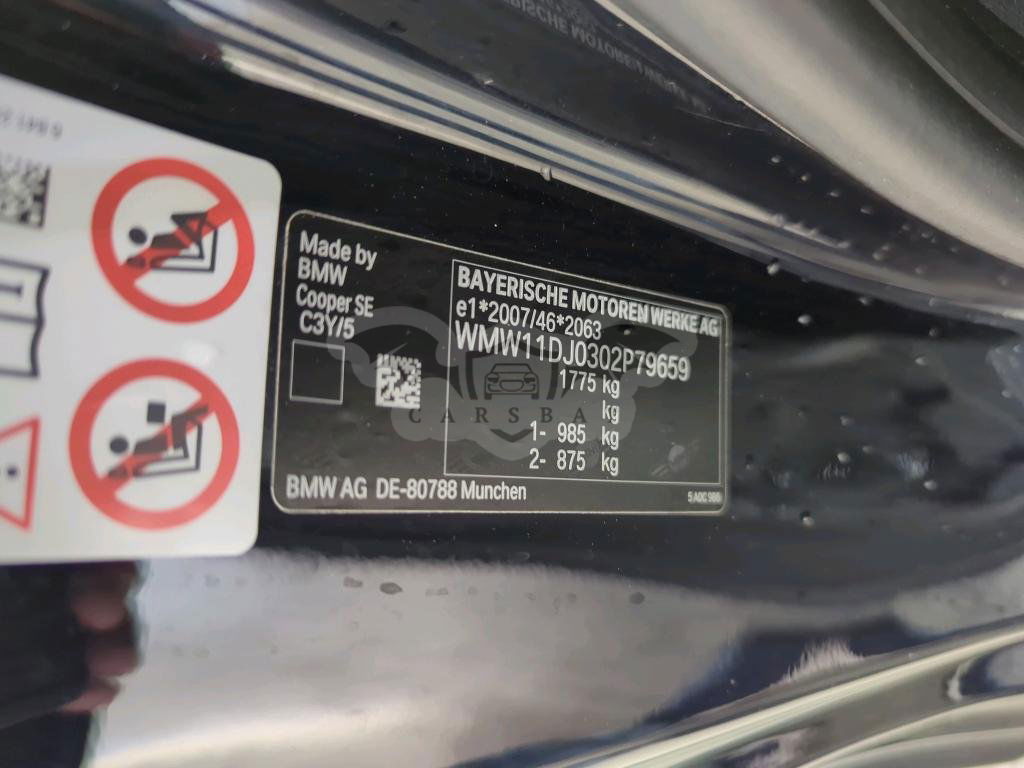 Made by
BMW
Cooper SE
C3Y/5
BAYERISCHE MOTOREN WERKE AG
e1*2007/46*2063
WMW11DJ0302P79659
1775 kg
kg
1- 985 kg
2- 875 kg
BMW AG DE-80788 Munchen
CARSBA